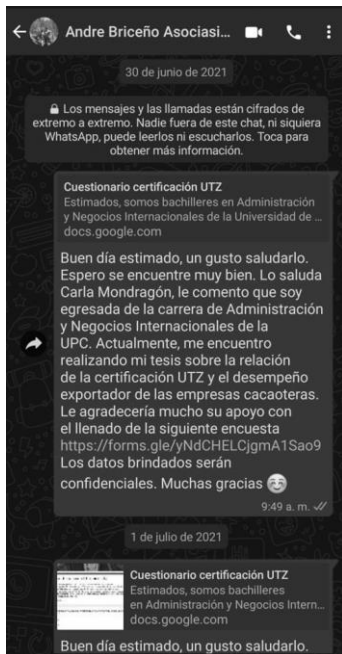 Andre Briceño Asociasi...
30 de junio de 2021
Los mensajes y las llamadas están cifrados de
extremo a extremo. Nadie fuera de este chat, ni siquiera
WhatsApp, puede leerlos ni escucharlos. Toca para
obtener más información.
Cuestionario certificación UTZ
Estimados, somos bachilleres en Administración
y Negocios Internacionales de la Universidad de ...
docs.google.com
Buen día estimado, un gusto saludarlo.
Espero se encuentre muy bien. Lo saluda
Carla Mondragón, le comento que soy
egresada de la carrera de Administración
y Negocios Internacionales de la
UPC. Actualmente, me encuentro
realizando mi tesis sobre la relación
de la certificación UTZ y el desempeño
exportador de las empresas cacaoteras.
Le agradecería mucho su apoyo con
el llenado de la siguiente encuesta
https://forms.gle/yNdCHELCjgmA1Sao9
Los datos brindados serán
confidenciales. Muchas gracias ☺️
9:49 a. m.
1 de julio de 2021
Cuestionario certificación UTZ
Estimados, somos bachilleres
en Administración y Negocios Intern...
docs.google.com
Buen día estimado, un gusto saludarlo.